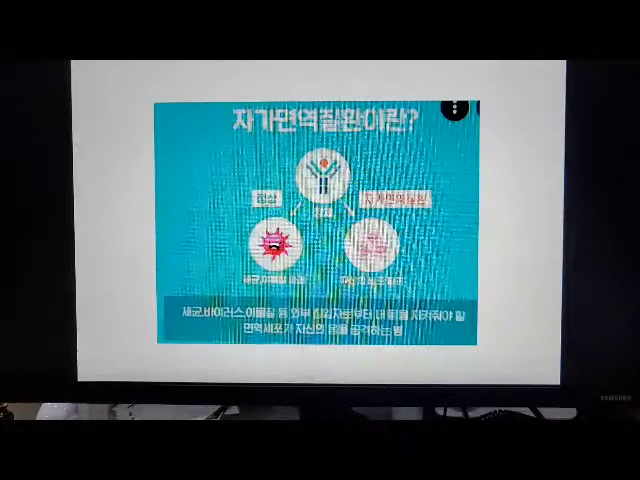 자가면역질환이란?
정상
자가면역질환
항체
세균,바이러스,이물질 등 외부 침입자로부터 내 몸을 지켜줘야 할
면역세포가 자신의 몸을 공격하는 병
SAMSUNG